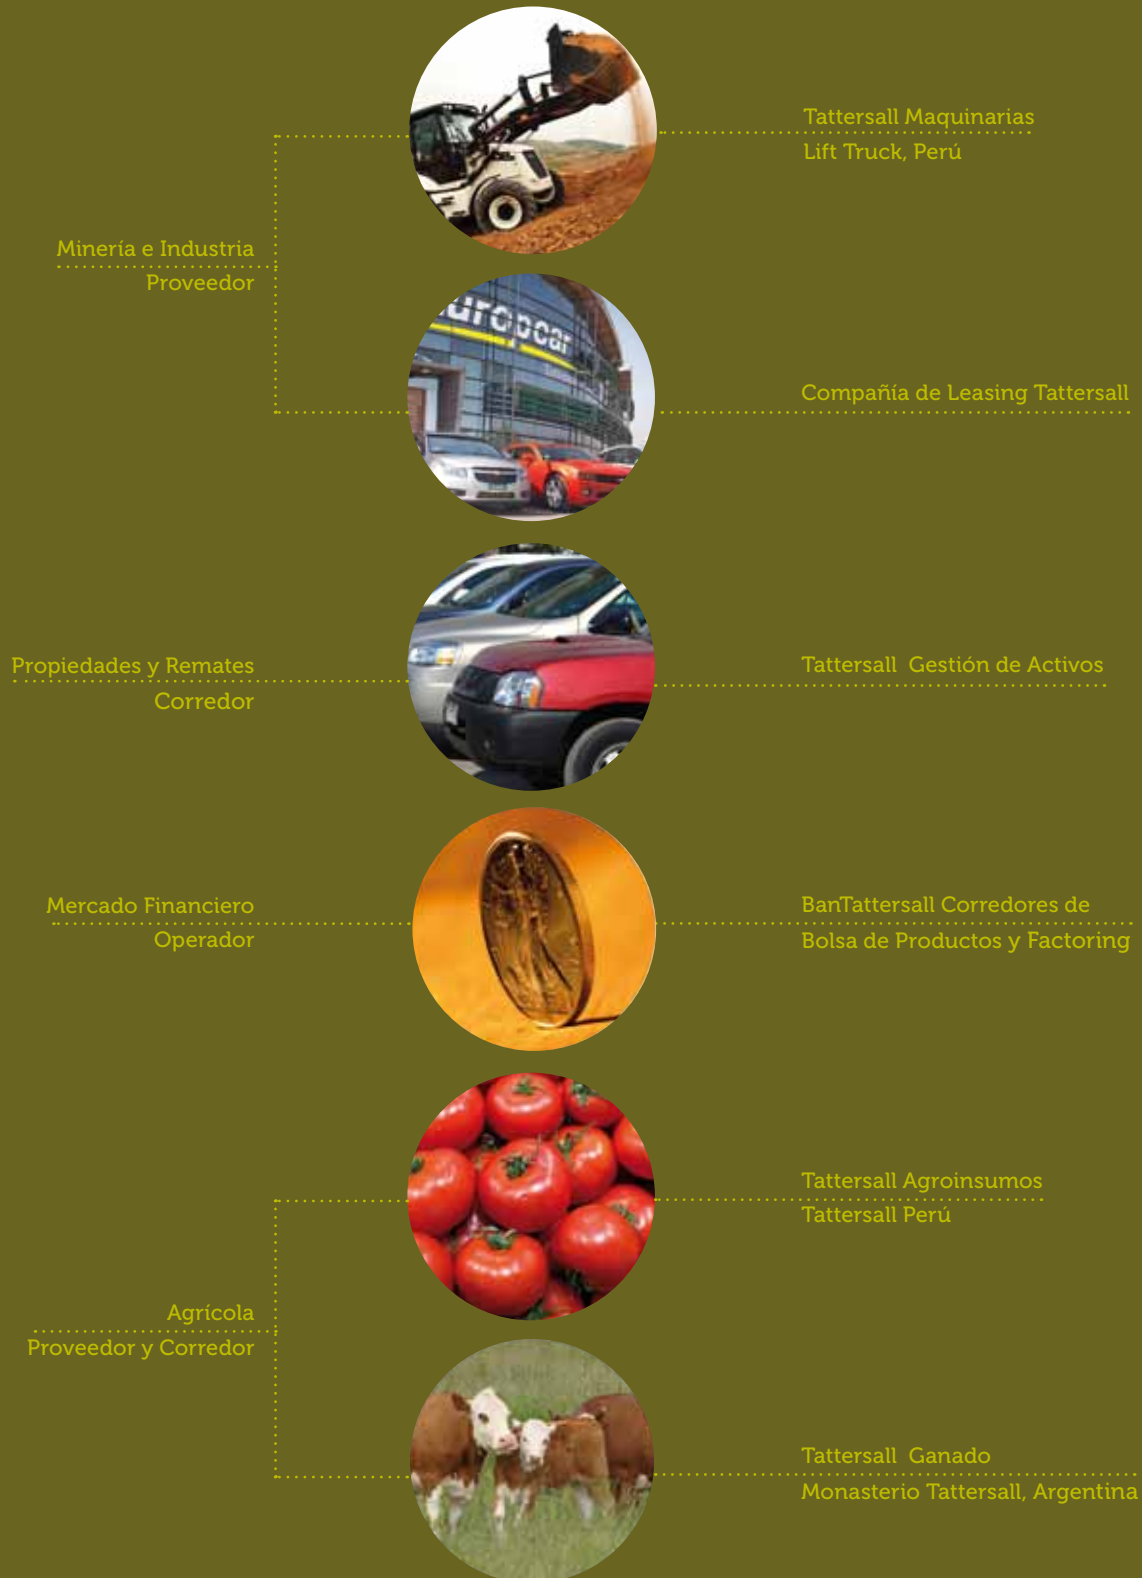 Tattersall Maquinarias
Lift Truck, Perú
Minería e Industria
Proveedor
europcar
Compañía de Leasing Tattersall
Propiedades y Remates
Corredor
Tattersall Gestión de Activos
Mercado Financiero
Operador
BanTattersall Corredores de
Bolsa de Productos y Factoring
Tattersall Agroinsumos
Tattersall Perú
Agrícola
Proveedor y Corredor
Tattersall Ganado
Monasterio Tattersall, Argentina